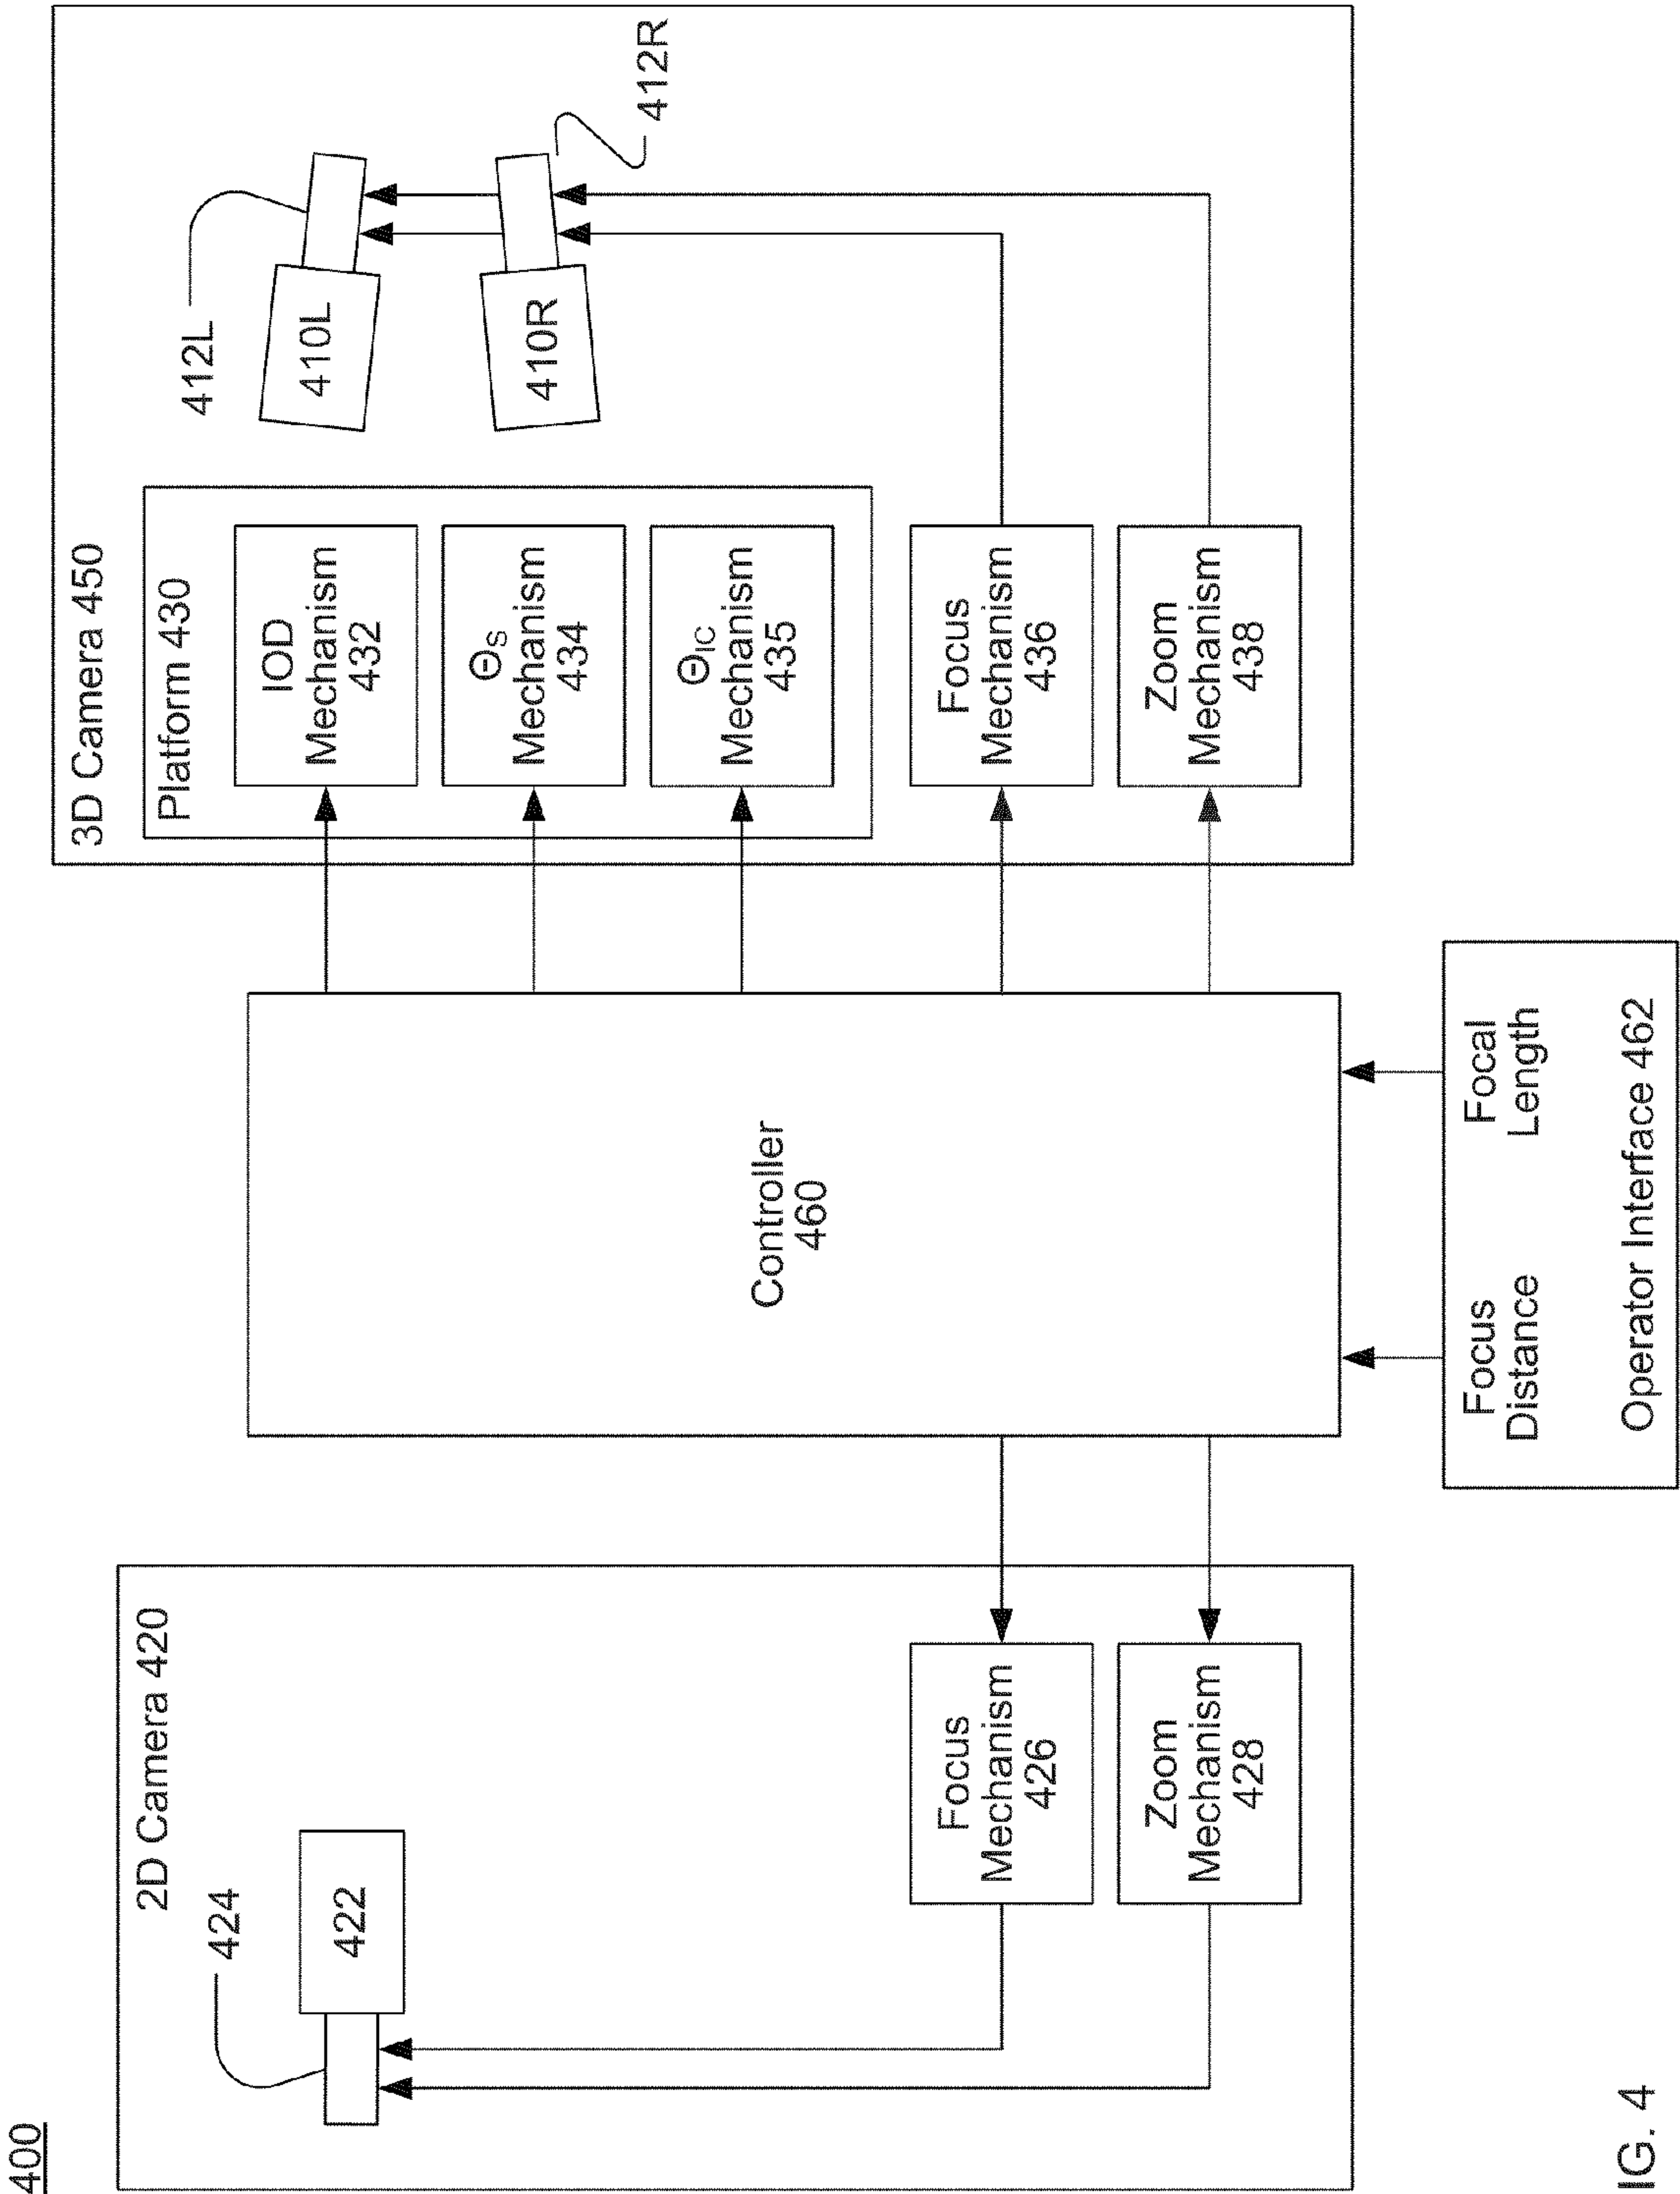 400
2D Camera 420
424
422
Focus
Mechanism
426
Zoom
Mechanism
428
Controller
460
Focus
Distance
Focal
Length
Operator Interface 462
3D Camera 450
Platform 430
IOD
Mechanism
432
ΘS
Mechanism
434
ΘIC
Mechanism
435
Focus
Mechanism
436
Zoom
Mechanism
438
412L
410L
410R
412R
IG. 4